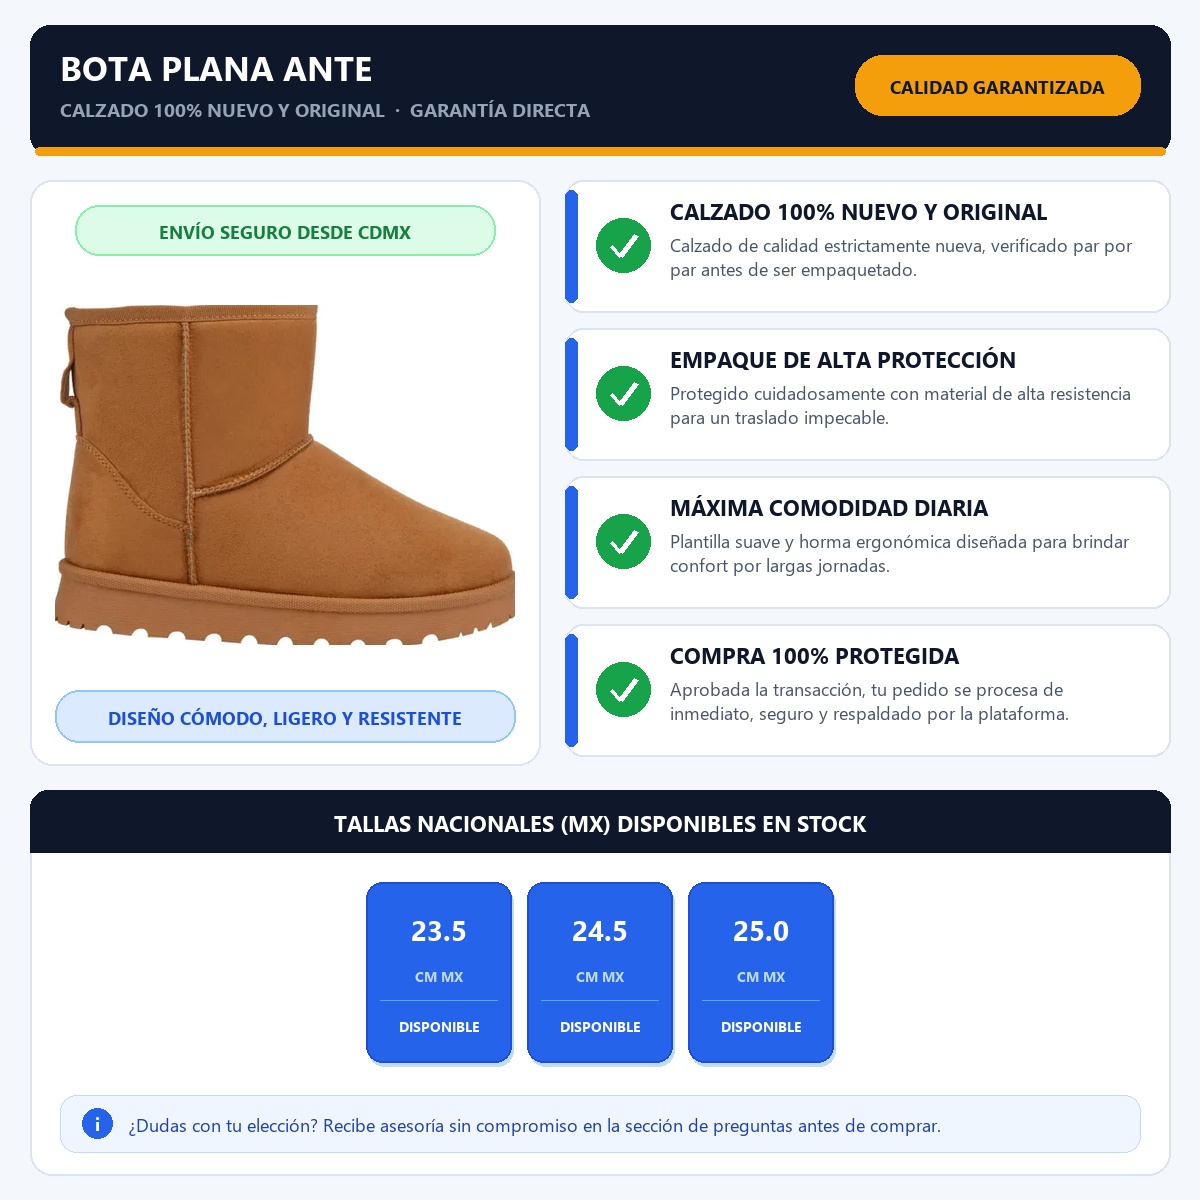 BOTA PLANA ANTE
CALZADO 100% NUEVO Y ORIGINAL · GARANTÍA DIRECTA
CALIDAD GARANTIZADA
ENVÍO SEGURO DESDE CDMX
DISEÑO CÓMODO, LIGERO Y RESISTENTE
CALZADO 100% NUEVO Y ORIGINAL
Calzado de calidad estrictamente nueva, verificado par por
par antes de ser empaquetado.
EMPAQUE DE ALTA PROTECCIÓN
Protegido cuidadosamente con material de alta resistencia
para un traslado impecable.
MÁXIMA COMODIDAD DIARIA
Plantilla suave y horma ergonómica diseñada para brindar
confort por largas jornadas.
COMPRA 100% PROTEGIDA
Aprobada la transacción, tu pedido se procesa de
inmediato, seguro y respaldado por la plataforma.
TALLAS NACIONALES (MX) DISPONIBLES EN STOCK
23.5
CM MX
DISPONIBLE
24.5
CM MX
DISPONIBLE
25.0
CM MX
DISPONIBLE
¿Dudas con tu elección? Recibe asesoría sin compromiso en la sección de preguntas antes de comprar.